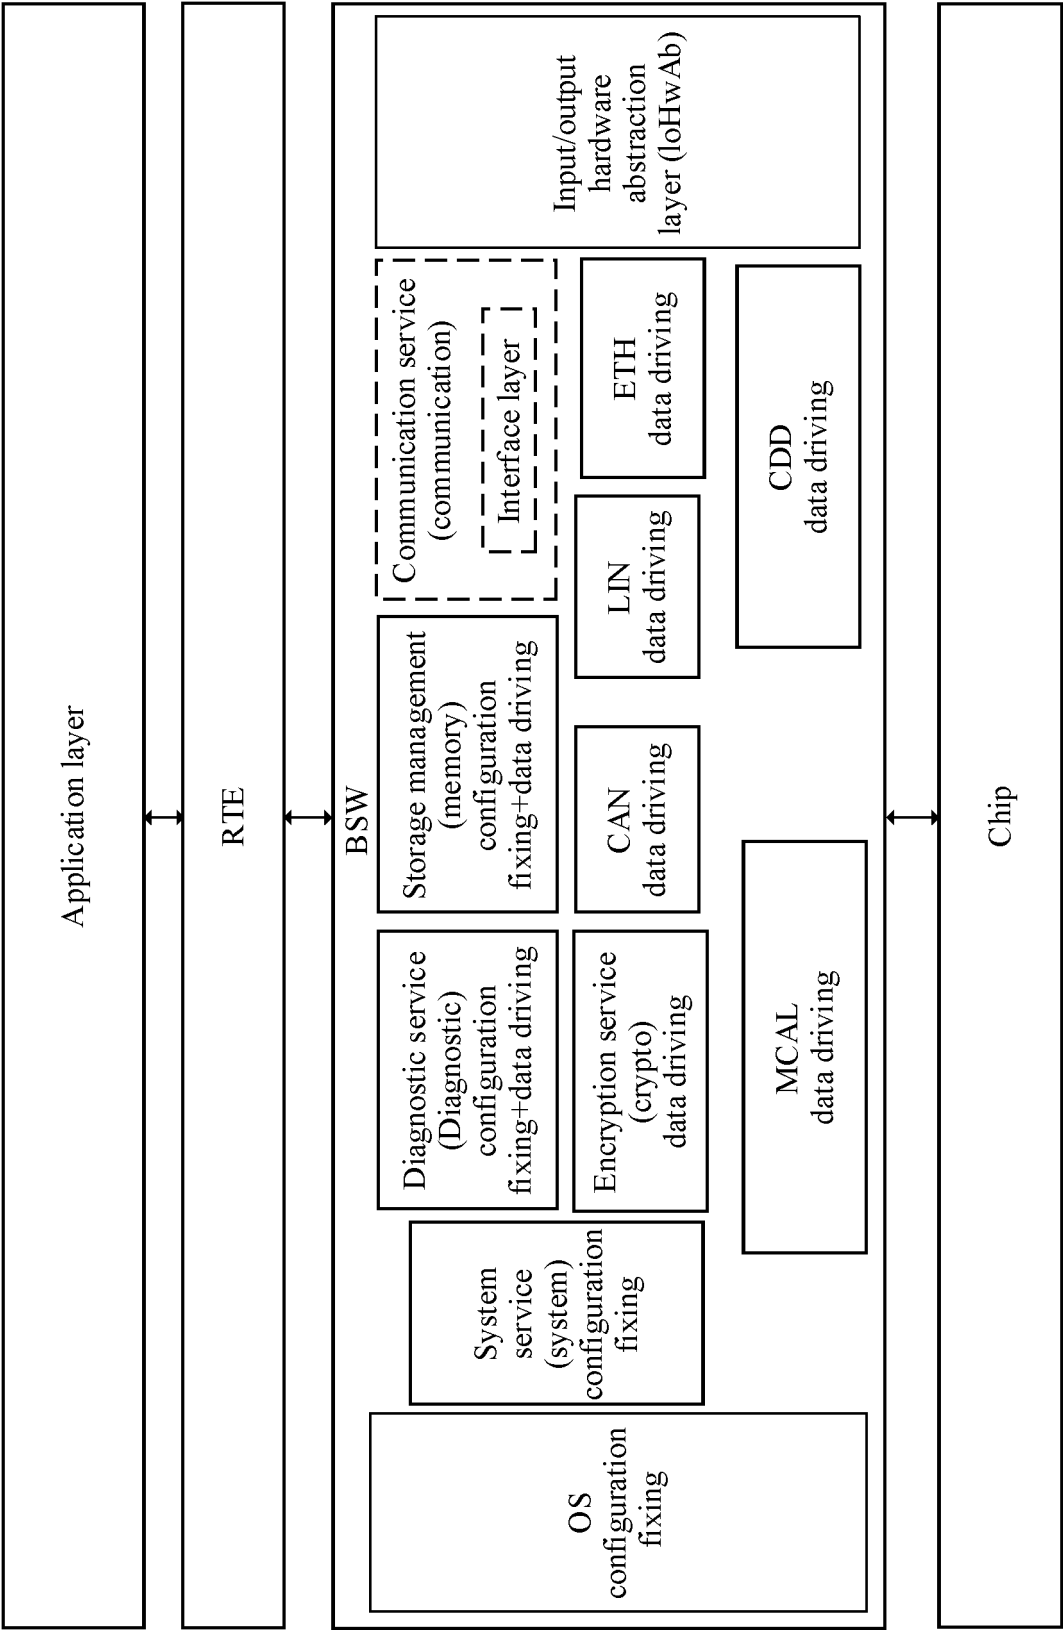 Application layer
RTE
BSW
OS
configuration
fixing
System
service
(system)
configuration
fixing
Diagnostic service
(Diagnostic)
configuration
fixing+data driving
Storage management
(memory)
configuration
fixing+data driving
Communication service
(communication)
Interface layer
Input/output
hardware
abstraction
layer (IoHwAb)
Encryption service
(crypto)
data driving
CAN
data driving
LIN
data driving
ETH
data driving
MCAL
data driving
CDD
data driving
Chip